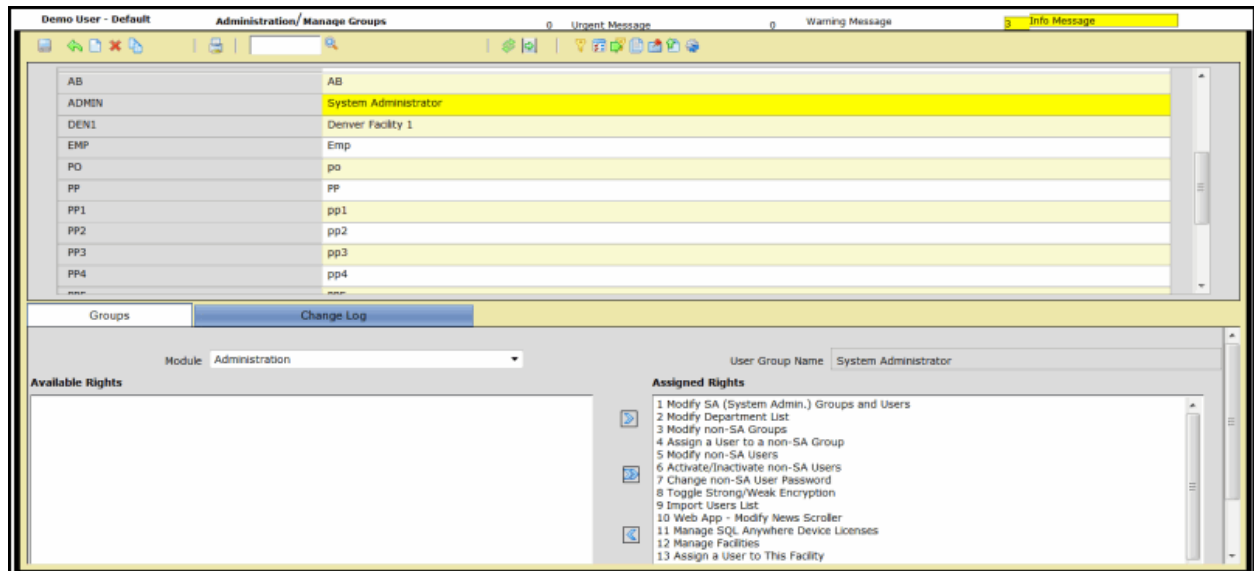 Demo User - Default Administration/Manage Groups 0 Urgent Message 0 Warning Message 3 Info Message
AB AB
ADMIN System Administrator
DEN1 Denver Facility 1
EMP Emp
PO po
PP PP
PP1 pp1
PP2 pp2
PP3 pp3
PP4 pp4
Groups Change Log
Module Administration User Group Name System Administrator
Available Rights Assigned Rights
1 Modify SA (System Admin.) Groups and Users
2 Modify Department List
3 Modify non-SA Groups
4 Assign a User to a non-SA Group
5 Modify non-SA Users
6 Activate/Inactivate non-SA Users
7 Change non-SA User Password
8 Toggle Strong/Weak Encryption
9 Import Users List
10 Web App - Modify News Scroller
11 Manage SQL Anywhere Device Licenses
12 Manage Facilities
13 Assign a User to This Facility